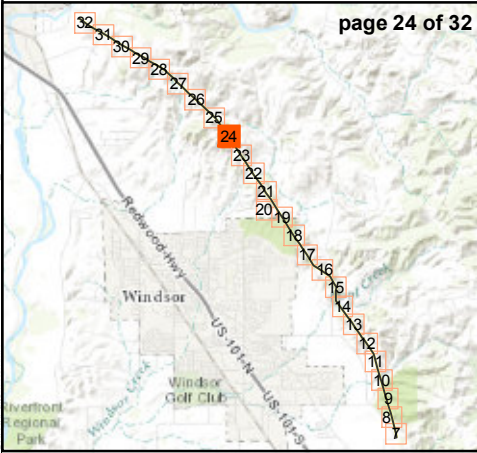 page 24 of 32
32
31
30
29
28
27
26
25
24
23
22
21
20
19
18
17
16
15
14
13
12
11
10
9
8
7
Redwood-Hwy
Windsor
US-101-N
US-101-S
Windsor
Golf Club
Windsor Creek
Riverfront
Regional
Park
Creek